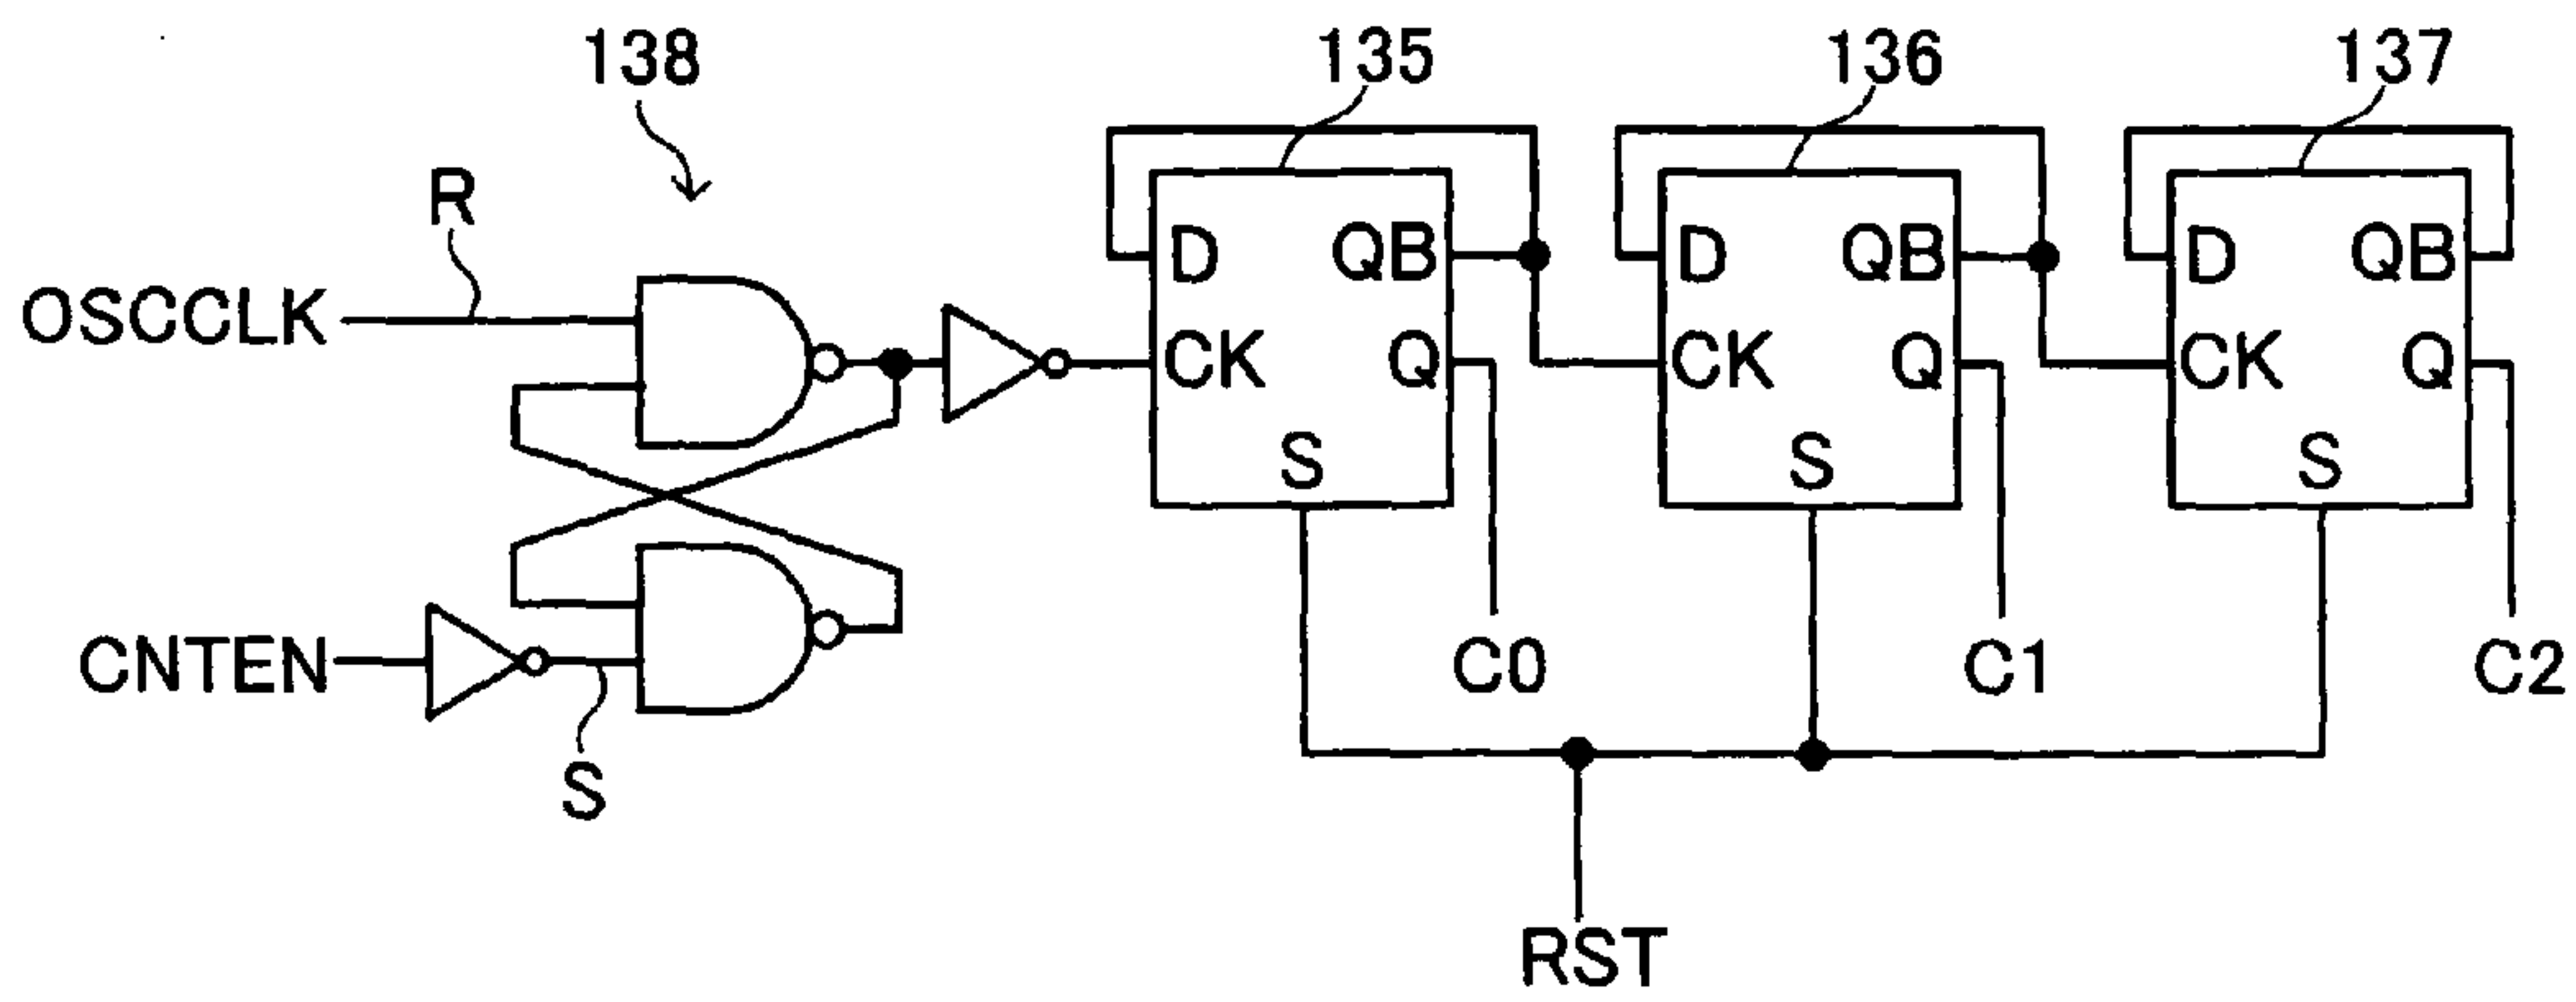 138
135
136
137
R
OSCCLK
D QB
CK Q
S
D QB
CK Q
S
D QB
CK Q
S
CNTEN
S
C0
C1
C2
RST